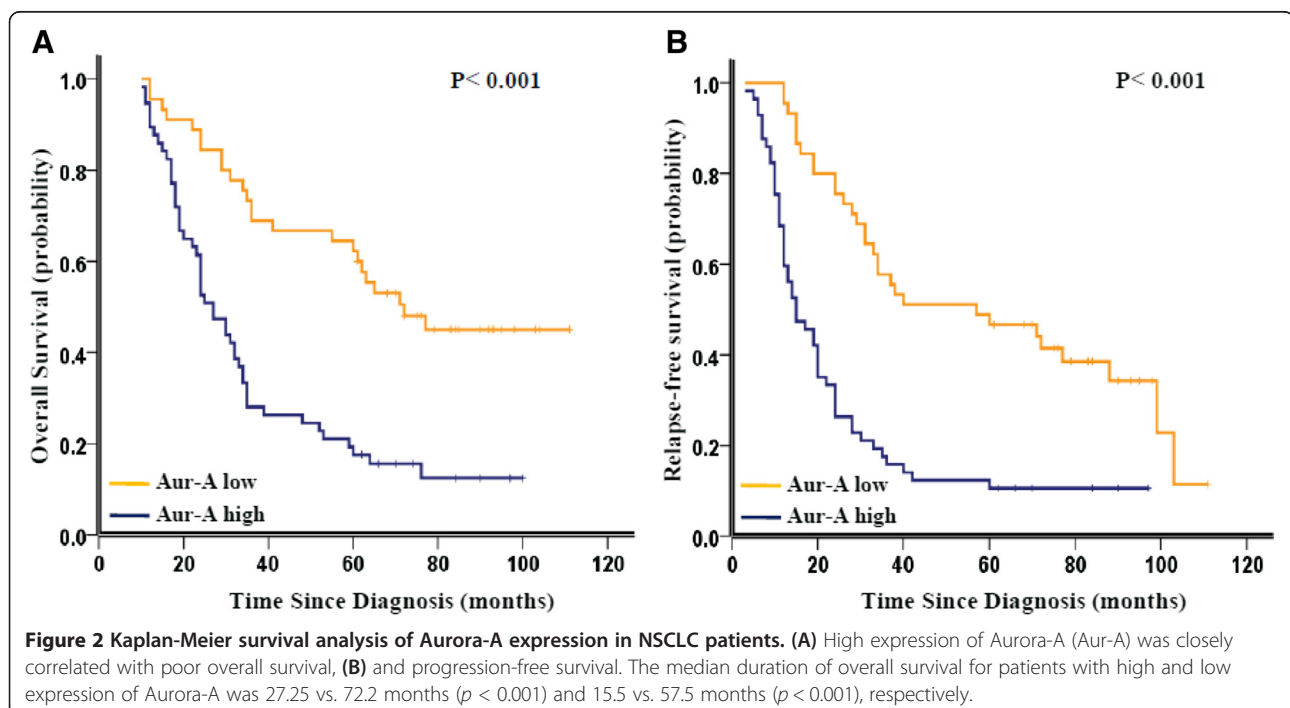 A
P< 0.001
Overall Survival (probability)
1.0
0.8
0.6
0.4
0.2
0.0
Aur-A low
Aur-A high
0 20 40 60 80 100 120
Time Since Diagnosis (months)
B
P< 0.001
Relapse-free survival (probability)
1.0
0.8
0.6
0.4
0.2
0.0
Aur-A low
Aur-A high
0 20 40 60 80 100 120
Time Since Diagnosis (months)
Figure 2 Kaplan-Meier survival analysis of Aurora-A expression in NSCLC patients. (A) High expression of Aurora-A (Aur-A) was closely
correlated with poor overall survival, (B) and progression-free survival. The median duration of overall survival for patients with high and low
expression of Aurora-A was 27.25 vs. 72.2 months (p < 0.001) and 15.5 vs. 57.5 months (p < 0.001), respectively.